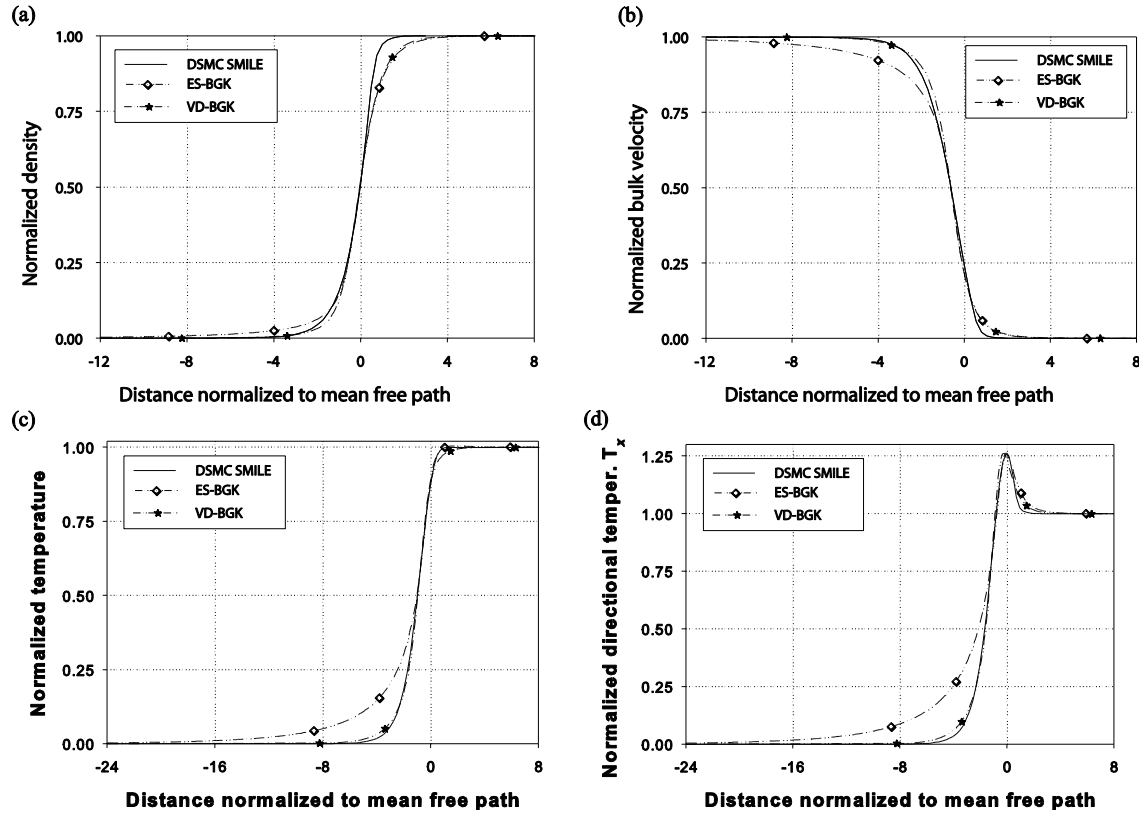 (a)
1.00
0.75
0.50
0.25
0.00
-12
-8
-4
0
4
8
Normalized density
Distance normalized to mean free path
DSMC SMILE
ES-BGK
VD-BGK
(b)
1.00
0.75
0.50
0.25
0.00
-12
-8
-4
0
4
8
Normalized bulk velocity
Distance normalized to mean free path
DSMC SMILE
ES-BGK
VD-BGK
(c)
1.00
0.75
0.50
0.25
0.00
-24
-16
-8
0
8
Normalized temperature
Distance normalized to mean free path
DSMC SMILE
ES-BGK
VD-BGK
(d)
1.25
1.00
0.75
0.50
0.25
0.00
-24
-16
-8
0
8
Normalized directional temper. Tx
Distance normalized to mean free path
DSMC SMILE
ES-BGK
VD-BGK